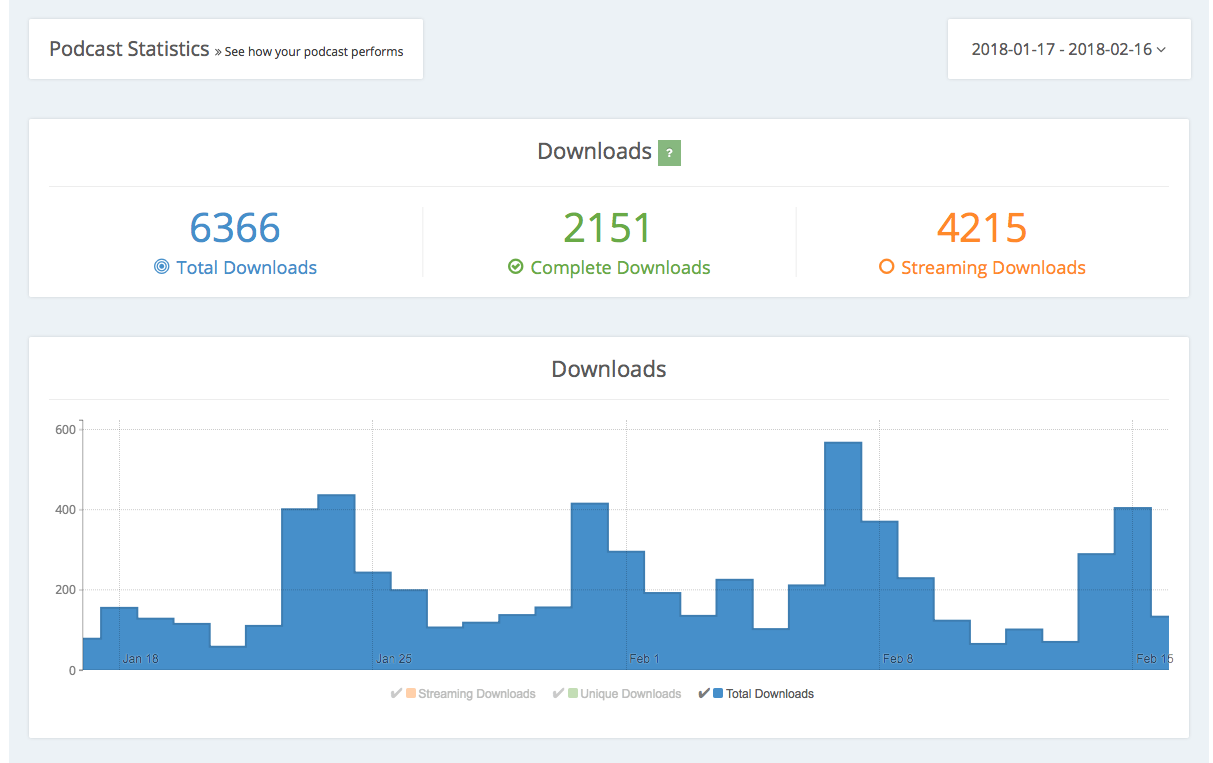 Podcast Statistics » See how your podcast performs
2018-01-17 - 2018-02-16
Downloads ?
6366
Total Downloads
2151
Complete Downloads
4215
Streaming Downloads
Downloads
600
400
200
0
Jan 18 Jan 25 Feb 1 Feb 8 Feb 15
Streaming Downloads Unique Downloads Total Downloads